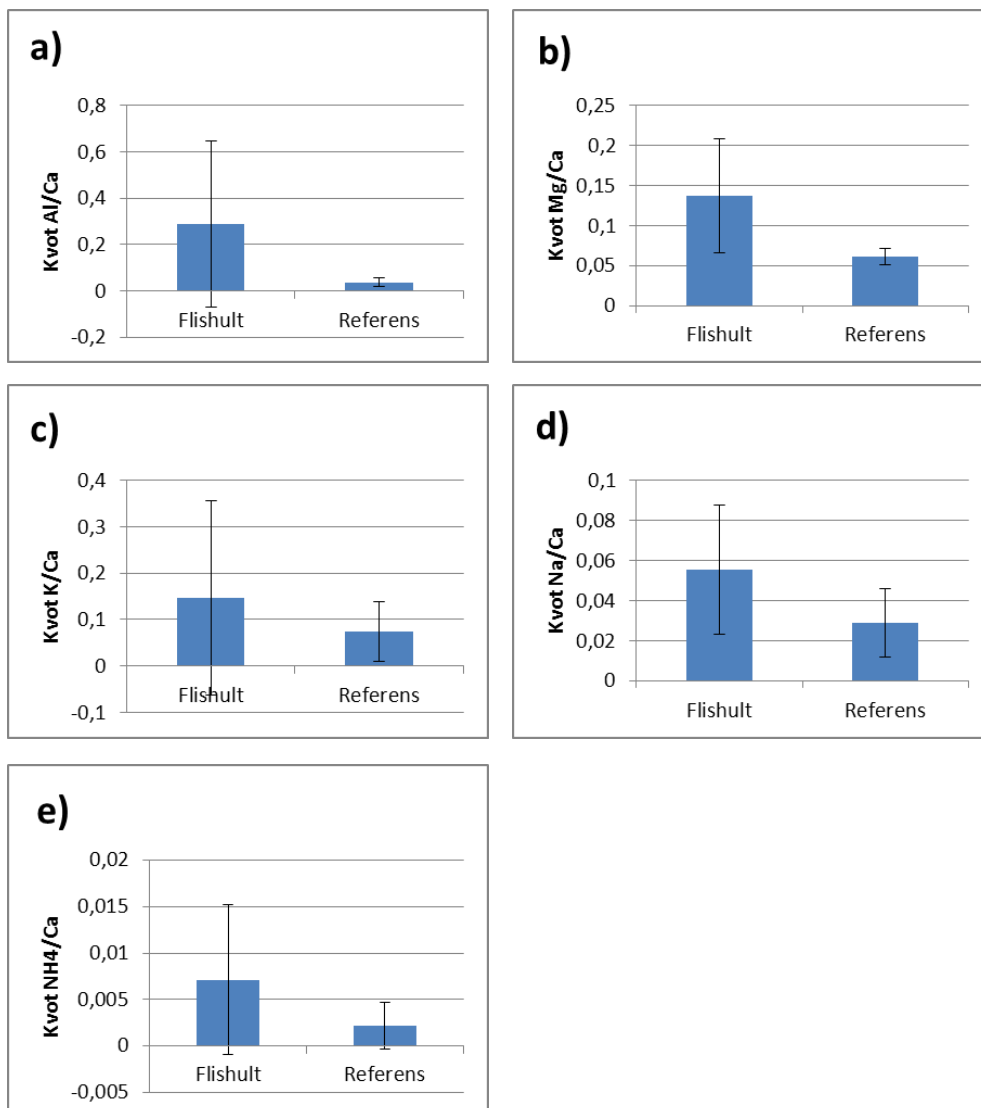 a)
Kvot Al/Ca
0,8
0,6
0,4
0,2
0
-0,2
Flishult Referens
b)
Kvot Mg/Ca
0,25
0,2
0,15
0,1
0,05
0
Flishult Referens
c)
Kvot K/Ca
0,4
0,3
0,2
0,1
0
-0,1
Flishult Referens
d)
Kvot Na/Ca
0,1
0,08
0,06
0,04
0,02
0
Flishult Referens
e)
Kvot NH4/Ca
0,02
0,015
0,01
0,005
0
-0,005
Flishult Referens